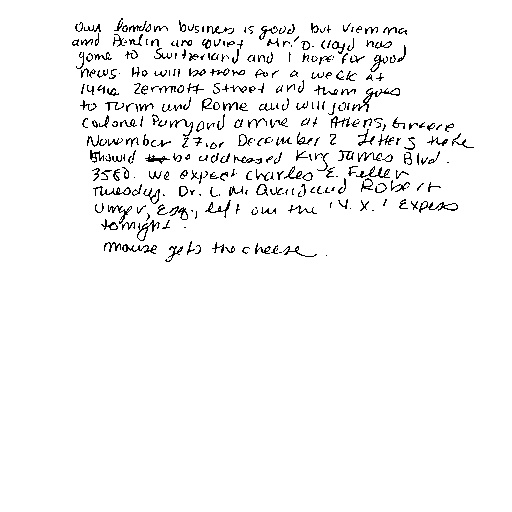 Our London business is good but Vienna
and Berlin are quiet. Mr. D. Lloyd has
gone to Switzerland and I hope for good
news. He will be there for a week at
1496 Zermott Street and then goes
to Turin and Rome and will join
Colonel Parry and arrive at Athens, Greece
November 27 or December 2 Letters there
should be addressed King James Blvd.
3580. We expect Charles E. Fuller
Tuesday. Dr. L. McQuaid and Robert
Unger, Esq., left on the 'Y.X.' Express
tonight.
mouse gets the cheese.